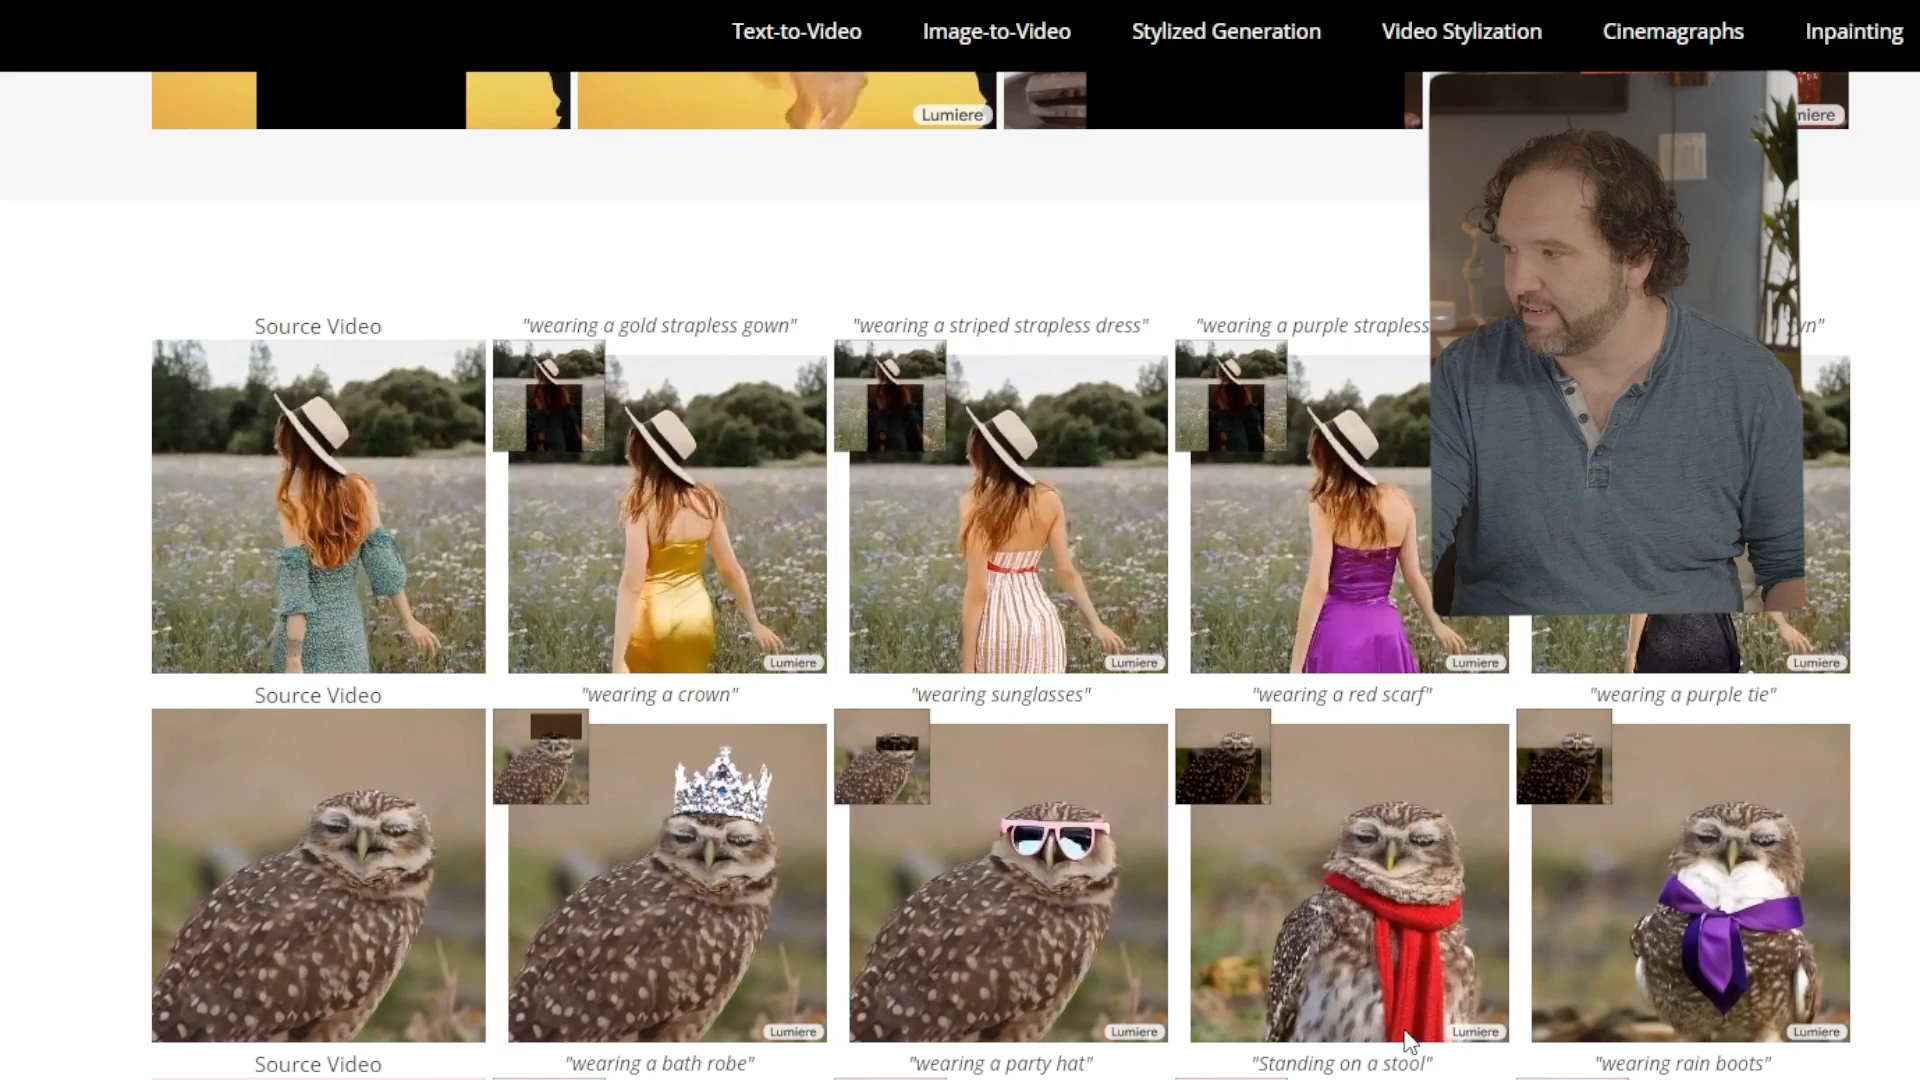 Text-to-Video Image-to-Video Stylized Generation Video Stylization Cinemagraphs Inpainting
Lumiere
niere
Source Video "wearing a gold strapless gown" "wearing a striped strapless dress" "wearing a purple strapless
Lumiere Lumiere Lumiere Lumiere
Source Video "wearing a crown" "wearing sunglasses" "wearing a red scarf" "wearing a purple tie"
Lumiere Lumiere Lumiere Lumiere
Source Video "wearing a bath robe" "wearing a party hat" "Standing on a stool" "wearing rain boots"